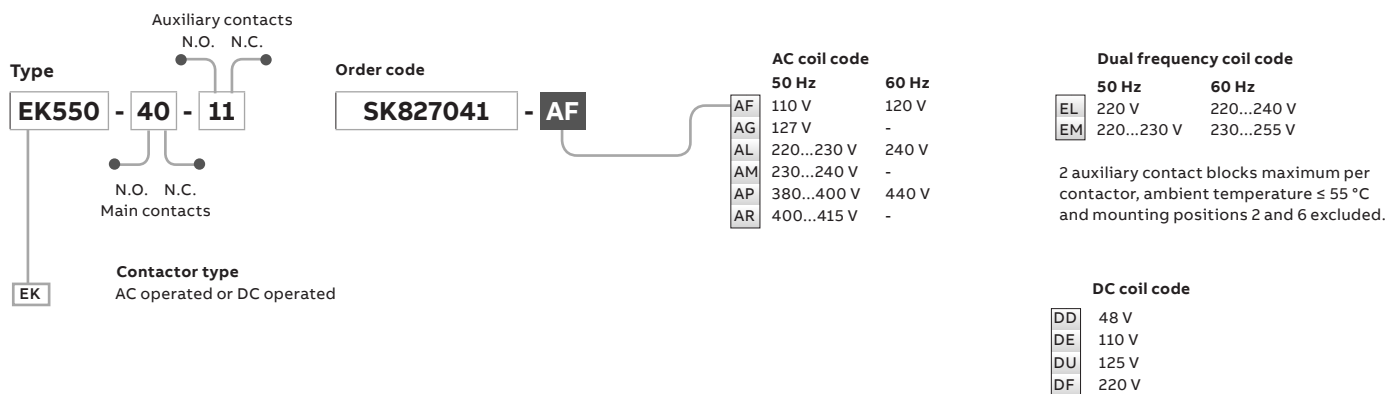 Auxiliary contacts
N.O. N.C.
Type
EK550 - 40 - 11
N.O. N.C.
Main contacts
EK
Contactor type
AC operated or DC operated
Order code
SK827041 - AF
AC coil code
50 Hz 60 Hz
AF 110 V 120 V
AG 127 V -
AL 220...230 V 240 V
AM 230...240 V -
AP 380...400 V 440 V
AR 400...415 V -
Dual frequency coil code
50 Hz 60 Hz
EL 220 V 220...240 V
EM 220...230 V 230...255 V
2 auxiliary contact blocks maximum per
contactor, ambient temperature ≤ 55 °C
and mounting positions 2 and 6 excluded.
DC coil code
DD 48 V
DE 110 V
DU 125 V
DF 220 V